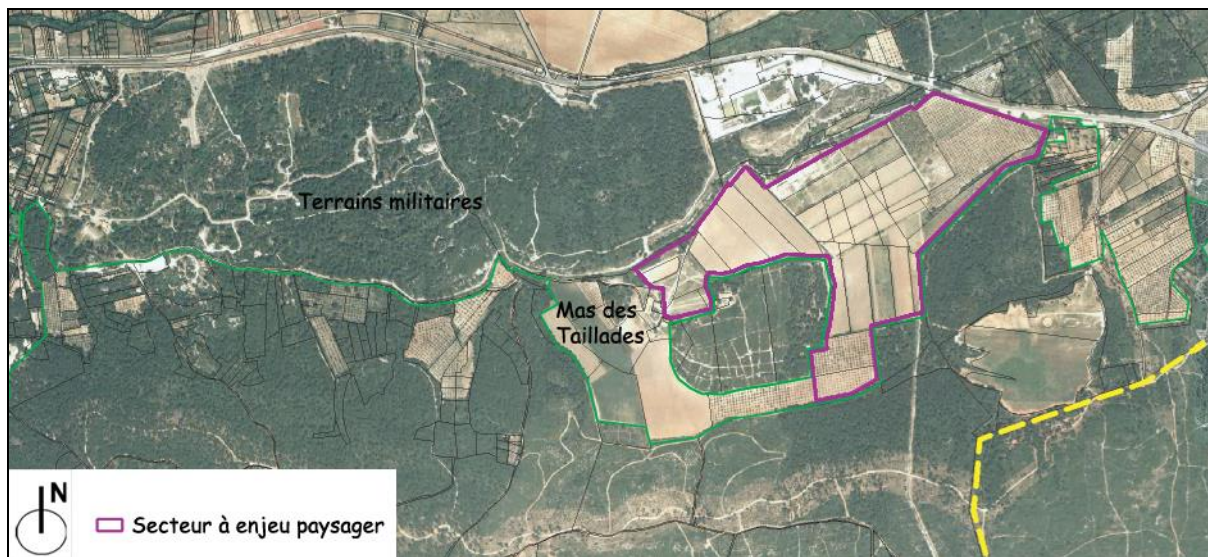 Terrains militaires
Mas des
Taillades
N
Secteur à enjeu paysager